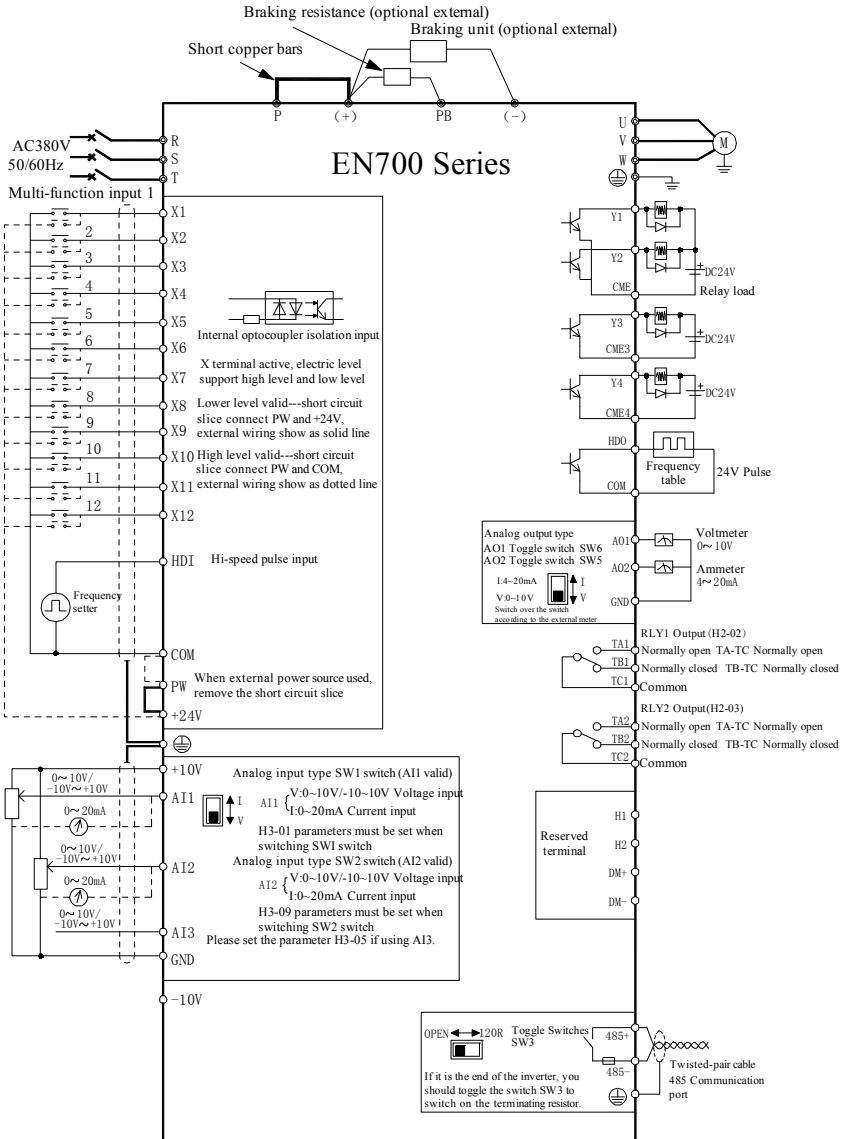 Braking resistance (optional external)
Braking unit (optional external)
Short copper bars
P
(+)
PB
(-)
AC380V
50/60Hz
R
S
T
EN700 Series
U
V
W
M
Multi-function input 1
2
3
4
5
6
7
8
9
10
11
12
X1
X2
X3
X4
X5
X6
X7
X8
X9
X10
X11
X12
Internal optocoupler isolation input
X terminal active, electric level
support high level and low level
Lower level valid---short circuit
slice connect PW and +24V,
external wiring show as solid line
High level valid---short circuit
slice connect PW and COM,
external wiring show as dotted line
HDI
Hi-speed pulse input
Frequency
setter
COM
PW
When external power source used,
remove the short circuit slice
+24V
+10V
0~10V/
-10V~+10V
AI1
0~20mA
0~10V/
-10V~+10V
AI2
0~20mA
0~10V/
-10V~+10V
AI3
GND
-10V
Analog input type SW1 switch (AI1 valid)
I
V
AI1
V:0~10V/-10~10V Voltage input
I:0~20mA Current input
H3-01 parameters must be set when
switching SWI switch
Analog input type SW2 switch (AI2 valid)
AI2
V:0~10V/-10~10V Voltage input
I:0~20mA Current input
H3-09 parameters must be set when
switching SW2 switch
Please set the parameter H3-05 if using AI3.
Y1
Y2
CME
+
DC24V
Relay load
Y3
CME3
+
DC24V
Y4
CME4
+
DC24V
HDO
COM
Frequency
table
24V Pulse
Analog output type
AO1 Toggle switch SW6
AO2 Toggle switch SW5
I:4~20mA
V:0~10V
I
V
Switch over the switch
according to the external meter
AO1
AO2
GND
Voltmeter
0~10V
Ammeter
4~20mA
RLY1 Output (H2-02)
TA1
Normally open TA-TC Normally open
TB1
Normally closed TB-TC Normally closed
TC1
Common
RLY2 Output(H2-03)
TA2
Normally open TA-TC Normally open
TB2
Normally closed TB-TC Normally closed
TC2
Common
Reserved
terminal
H1
H2
DM+
DM-
OPEN
120R
Toggle Switches
SW3
485+
485-
If it is the end of the inverter, you
should toggle the switch SW3 to
switch on the terminating resistor.
Twisted-pair cable
485 Communication
port